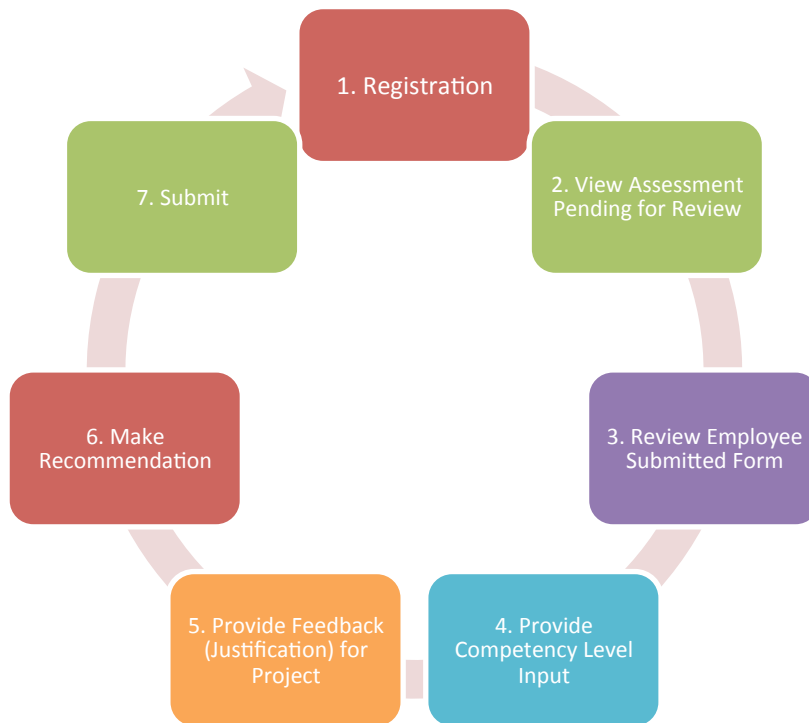 1. Registration
2. View Assessment
Pending for Review
3. Review Employee
Submitted Form
4. Provide
Competency Level
Input
5. Provide Feedback
(Justification) for
Project
6. Make
Recommendation
7. Submit